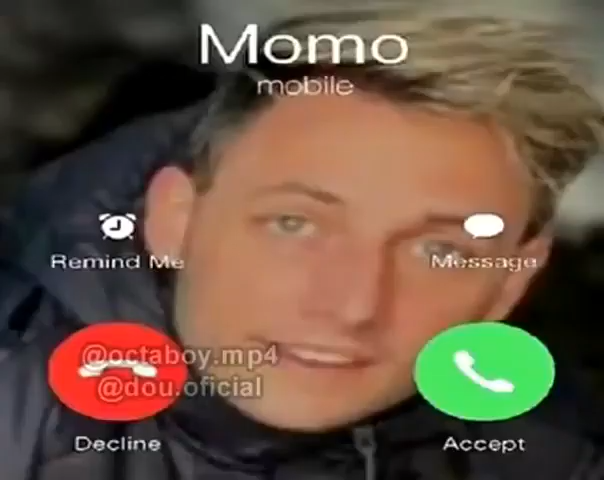 Momo
mobile
Remind Me
Message
@octaboy.mp4
@dou.oficial
Decline
Accept